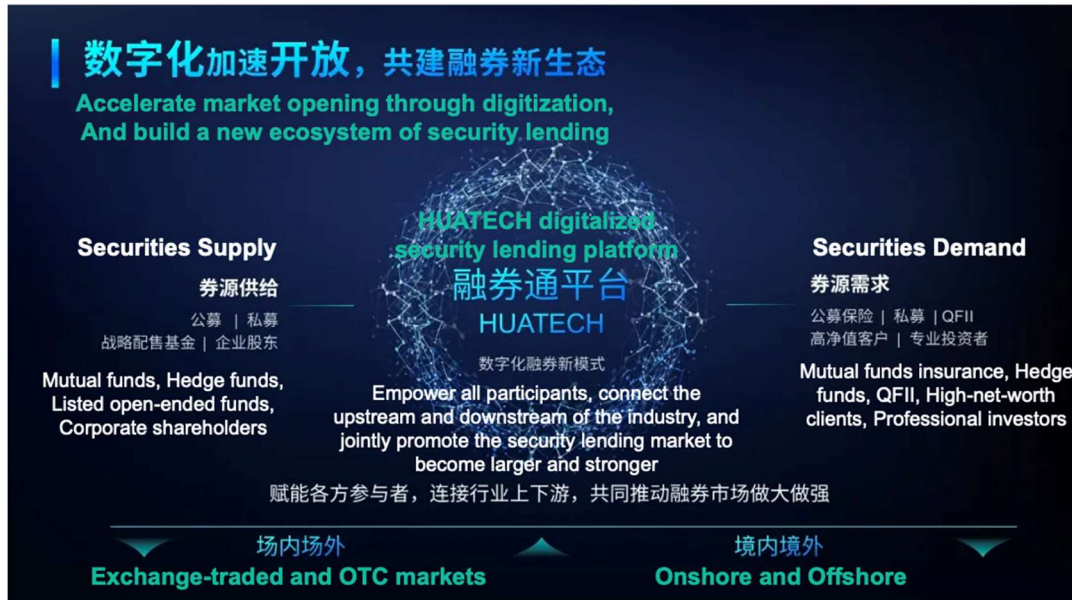 数字化加速开放，共建融券新生态
Accelerate market opening through digitization,
And build a new ecosystem of security lending
Securities Supply
券源供给
公募 | 私募
战略配售基金 | 企业股东
Mutual funds, Hedge funds,
Listed open-ended funds,
Corporate shareholders
HUATECH digitalized
security lending platform
融券通平台
HUATECH
数字化融券新模式
Empower all participants, connect the
upstream and downstream of the industry, and
jointly promote the security lending market to
become larger and stronger
赋能各方参与者，连接行业上下游，共同推动融券市场做大做强
Securities Demand
券源需求
公募保险 | 私募 | QFII
高净值客户 | 专业投资者
Mutual funds insurance, Hedge
funds, QFII, High-net-worth
clients, Professional investors
场内场外
Exchange-traded and OTC markets
境内境外
Onshore and Offshore